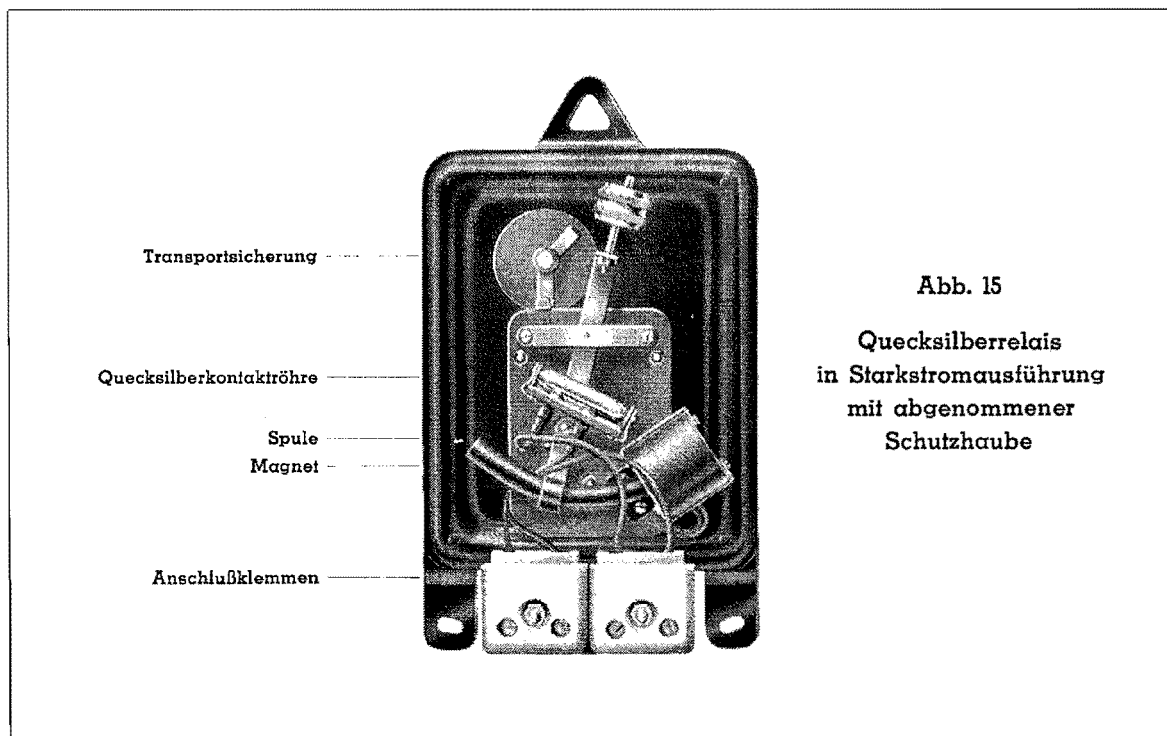 Transportsicherung
Quecksilberkontaktröhre
Spule
Magnet
Anschlußklemmen
Abb. 15
Quecksilberrelais
in Starkstromausführung
mit abgenommener
Schutzhaube